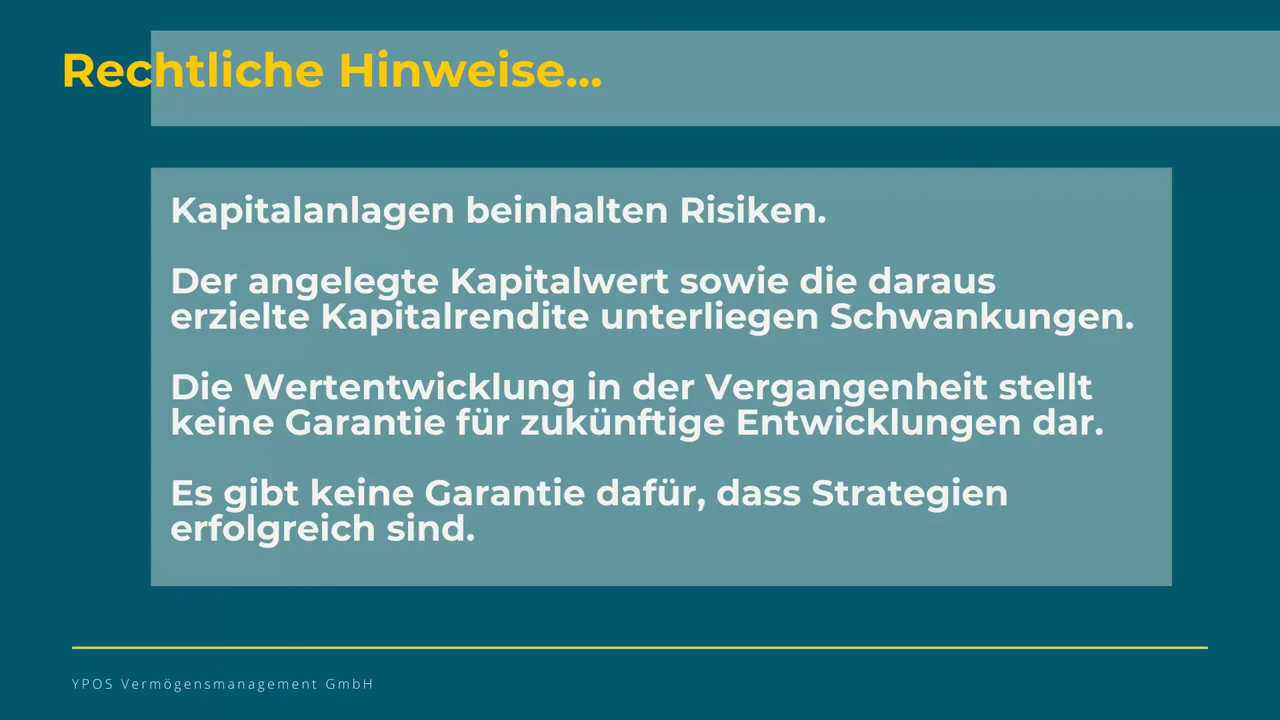 Rechtliche Hinweise...
Kapitalanlagen beinhalten Risiken.
Der angelegte Kapitalwert sowie die daraus
erzielte Kapitalrendite unterliegen Schwankungen.
Die Wertentwicklung in der Vergangenheit stellt
keine Garantie für zukünftige Entwicklungen dar.
Es gibt keine Garantie dafür, dass Strategien
erfolgreich sind.
YPOS Vermögensmanagement GmbH